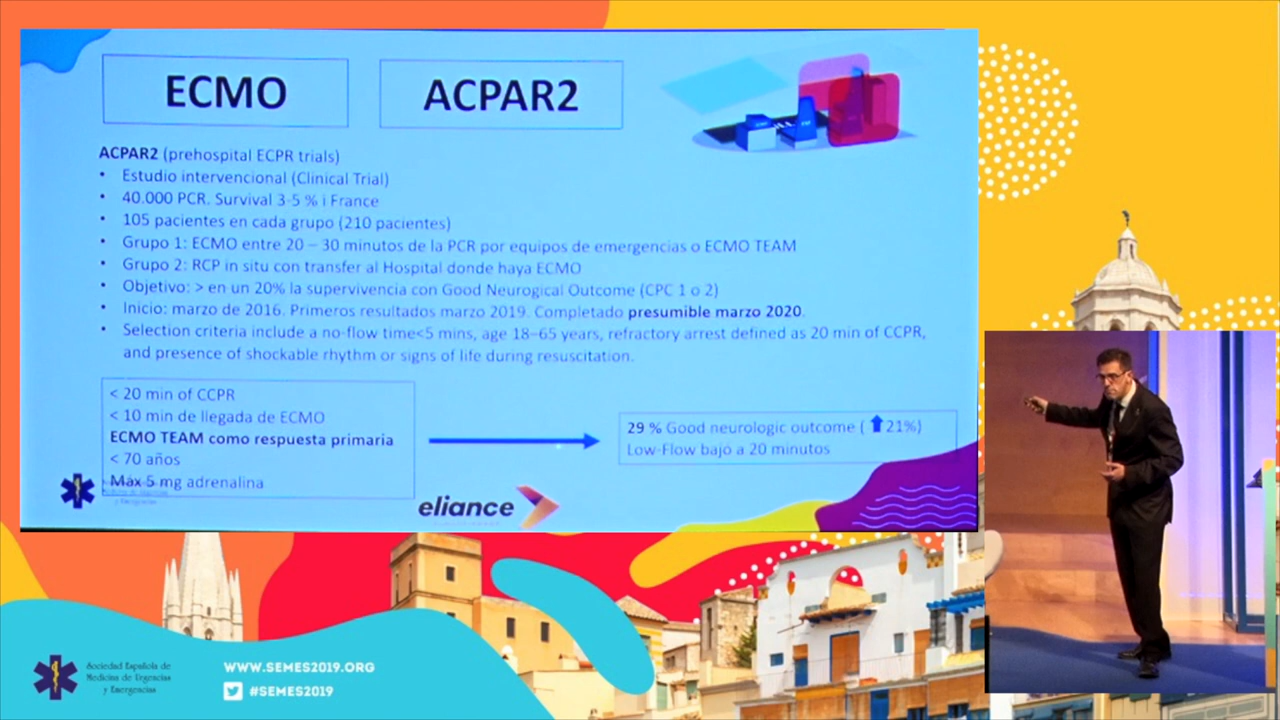 ECMO
ACPAR2
ACPAR2 (prehospital ECPR trials)
• Estudio intervencional (Clinical Trial)
• 40.000 PCR. Survival 3-5 % i France
• 105 pacientes en cada grupo (210 pacientes)
• Grupo 1: ECMO entre 20 – 30 minutos de la PCR por equipos de emergencias o ECMO TEAM
• Grupo 2: RCP in situ con transfer al Hospital donde haya ECMO
• Objetivo: > en un 20% la supervivencia con Good Neurogical Outcome (CPC 1 o 2)
• Inicio: marzo de 2016. Primeros resultados marzo 2019. Completado presumible marzo 2020.
• Selection criteria include a no-flow time<5 mins, age 18–65 years, refractory arrest defined as 20 min of CCPR,
and presence of shockable rhythm or signs of life during resuscitation.
< 20 min of CCPR
< 10 min de llegada de ECMO
ECMO TEAM como respuesta primaria
< 70 años
Máx 5 mg adrenalina
29 % Good neurologic outcome ( ⬆21%)
Low-Flow bajó a 20 minutos
eliance
Sociedad Española de
Medicina de Urgencias
y Emergencias
WWW.SEMES2019.ORG
#SEMES2019